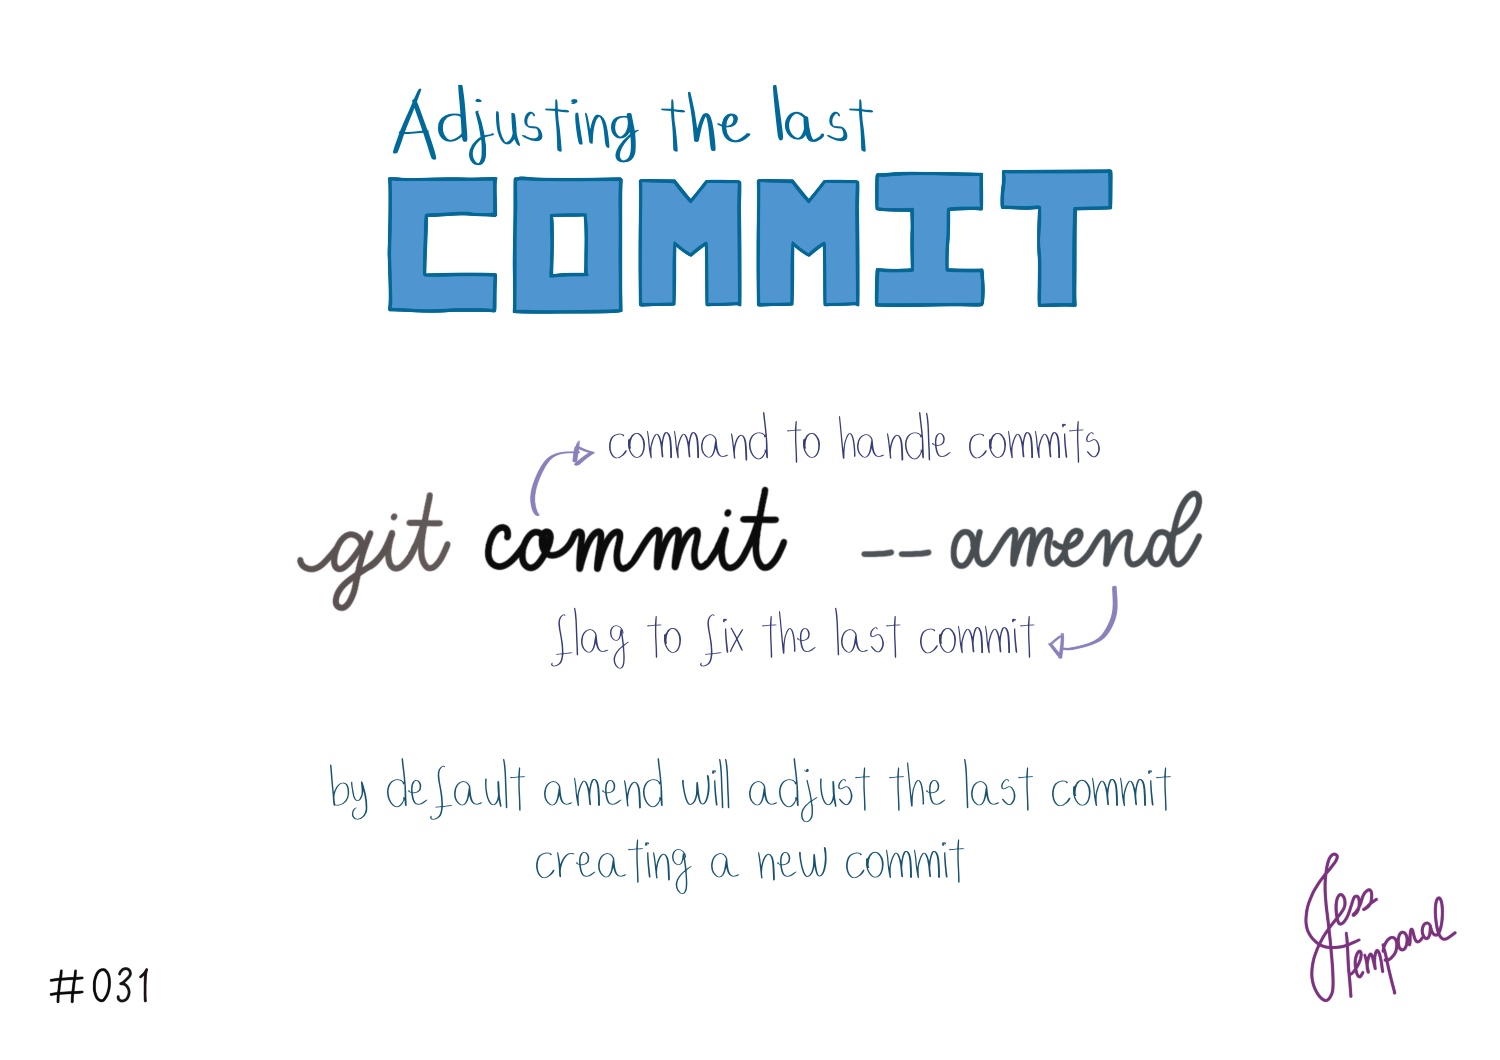 Adjusting the last
COMMIT
command to handle commits
git commit --amend
flag to fix the last commit
by default amend will adjust the last commit
creating a new commit
#031
Jess
temporal